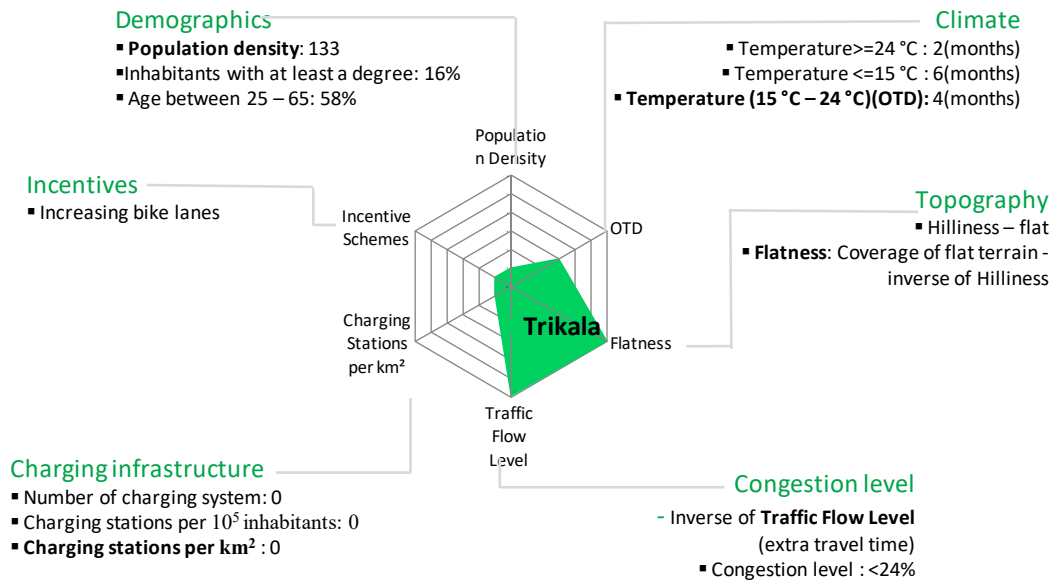 Demographics
▪ Population density: 133
▪Inhabitants with at least a degree: 16%
▪ Age between 25 – 65: 58%
Climate
▪ Temperature>=24 °C : 2(months)
▪ Temperature <=15 °C : 6(months)
▪ Temperature (15 °C – 24 °C)(OTD): 4(months)
Populatio
n Density
Incentives
▪ Increasing bike lanes
Incentive
Schemes
OTD
Topography
▪ Hilliness – flat
▪ Flatness: Coverage of flat terrain -
inverse of Hilliness
Charging
Stations
per km²
Trikala
Flatness
Traffic
Flow
Level
Charging infrastructure
▪ Number of charging system: 0
▪ Charging stations per 10⁵ inhabitants: 0
▪ Charging stations per km² : 0
Congestion level
- Inverse of Traffic Flow Level
(extra travel time)
▪ Congestion level : <24%